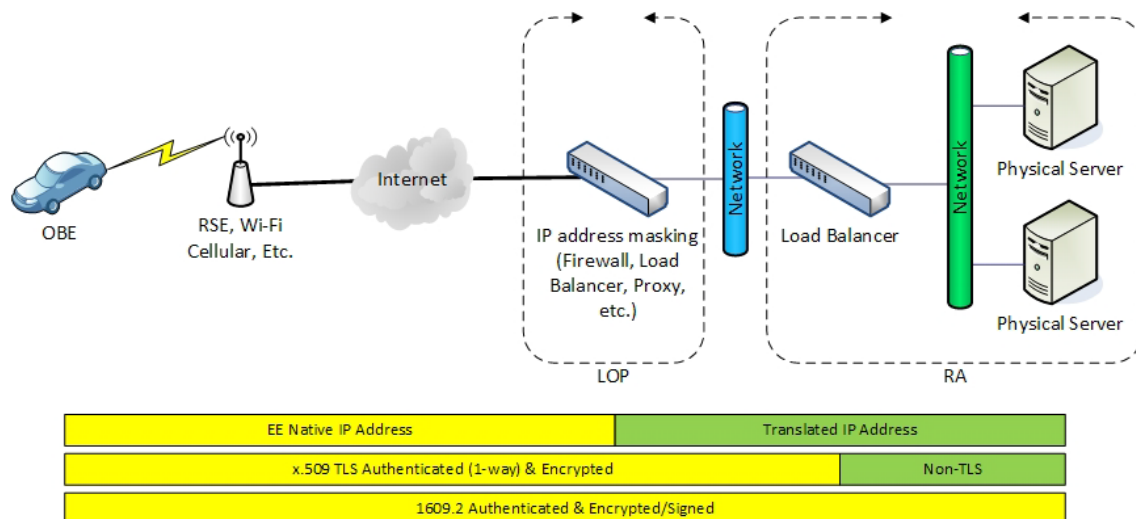 OBE
RSE, Wi-Fi
Cellular, Etc.
Internet
IP address masking
(Firewall, Load
Balancer, Proxy,
etc.)
LOP
Network
Load Balancer
Network
Physical Server
Physical Server
RA
EE Native IP Address
Translated IP Address
x.509 TLS Authenticated (1-way) & Encrypted
Non-TLS
1609.2 Authenticated & Encrypted/Signed